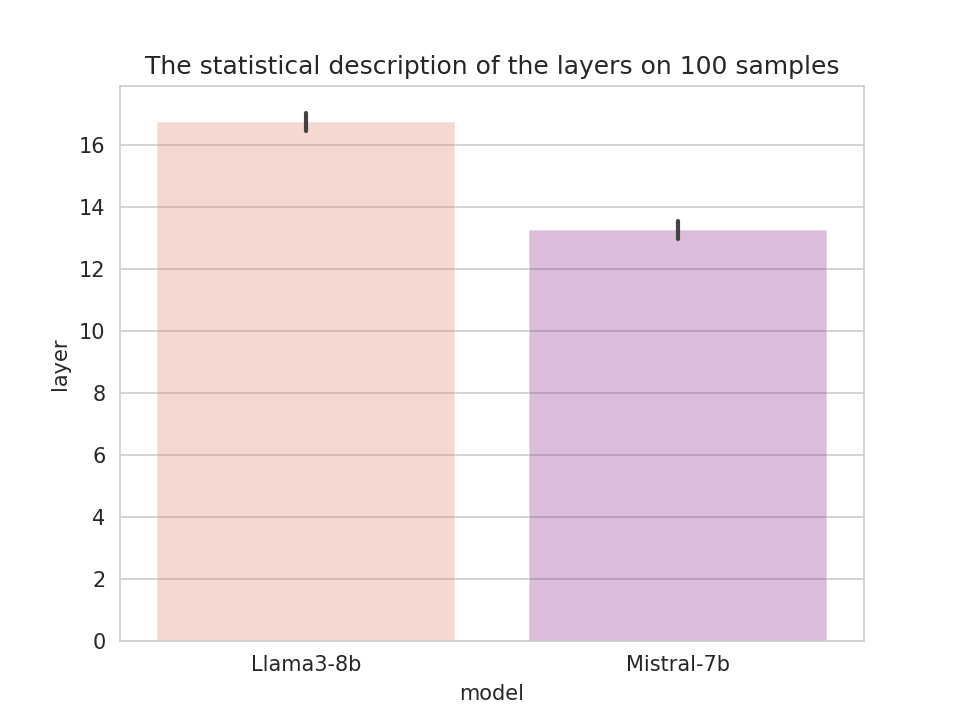 The statistical description of the layers on 100 samples
layer
16
14
12
10
8
6
4
2
0
Llama3-8b Mistral-7b
model